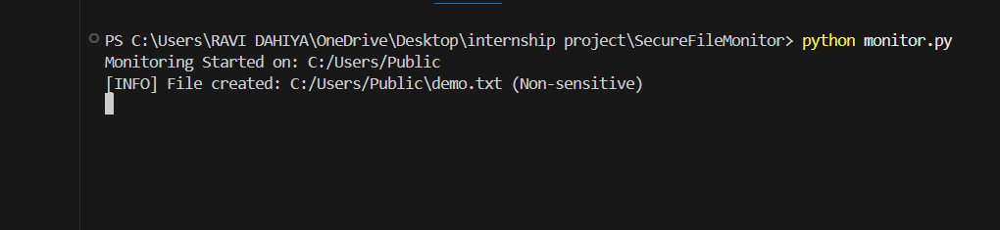 PS C:\Users\RAVI DAHIYA\OneDrive\Desktop\internship project\SecureFileMonitor> python monitor.py
Monitoring Started on: C:/Users/Public
[INFO] File created: C:/Users/Public\demo.txt (Non-sensitive)